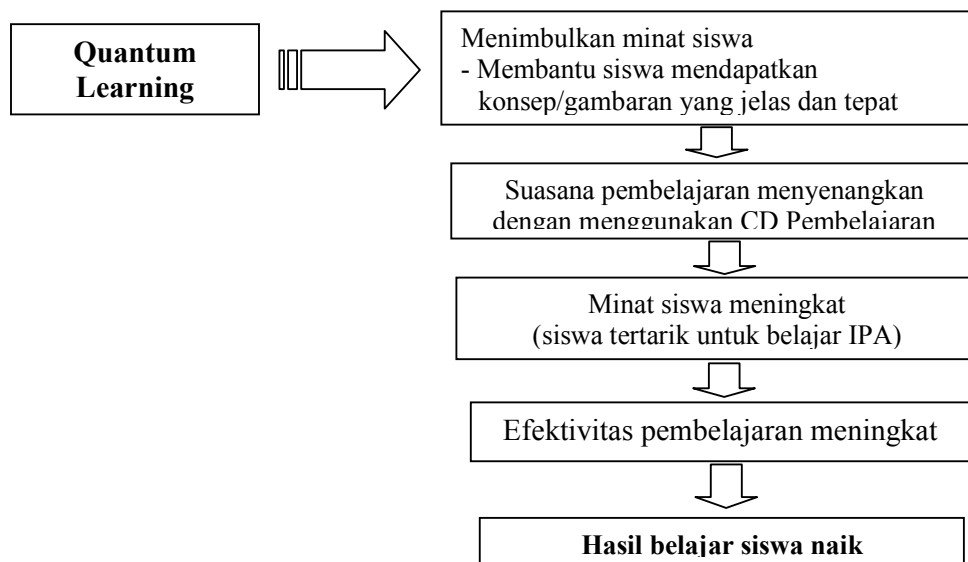 Quantum
Learning
Menimbulkan minat siswa
- Membantu siswa mendapatkan
konsep/gambaran yang jelas dan tepat
Suasana pembelajaran menyenangkan
dengan menggunakan CD Pembelajaran
Minat siswa meningkat
(siswa tertarik untuk belajar IPA)
Efektivitas pembelajaran meningkat
Hasil belajar siswa naik